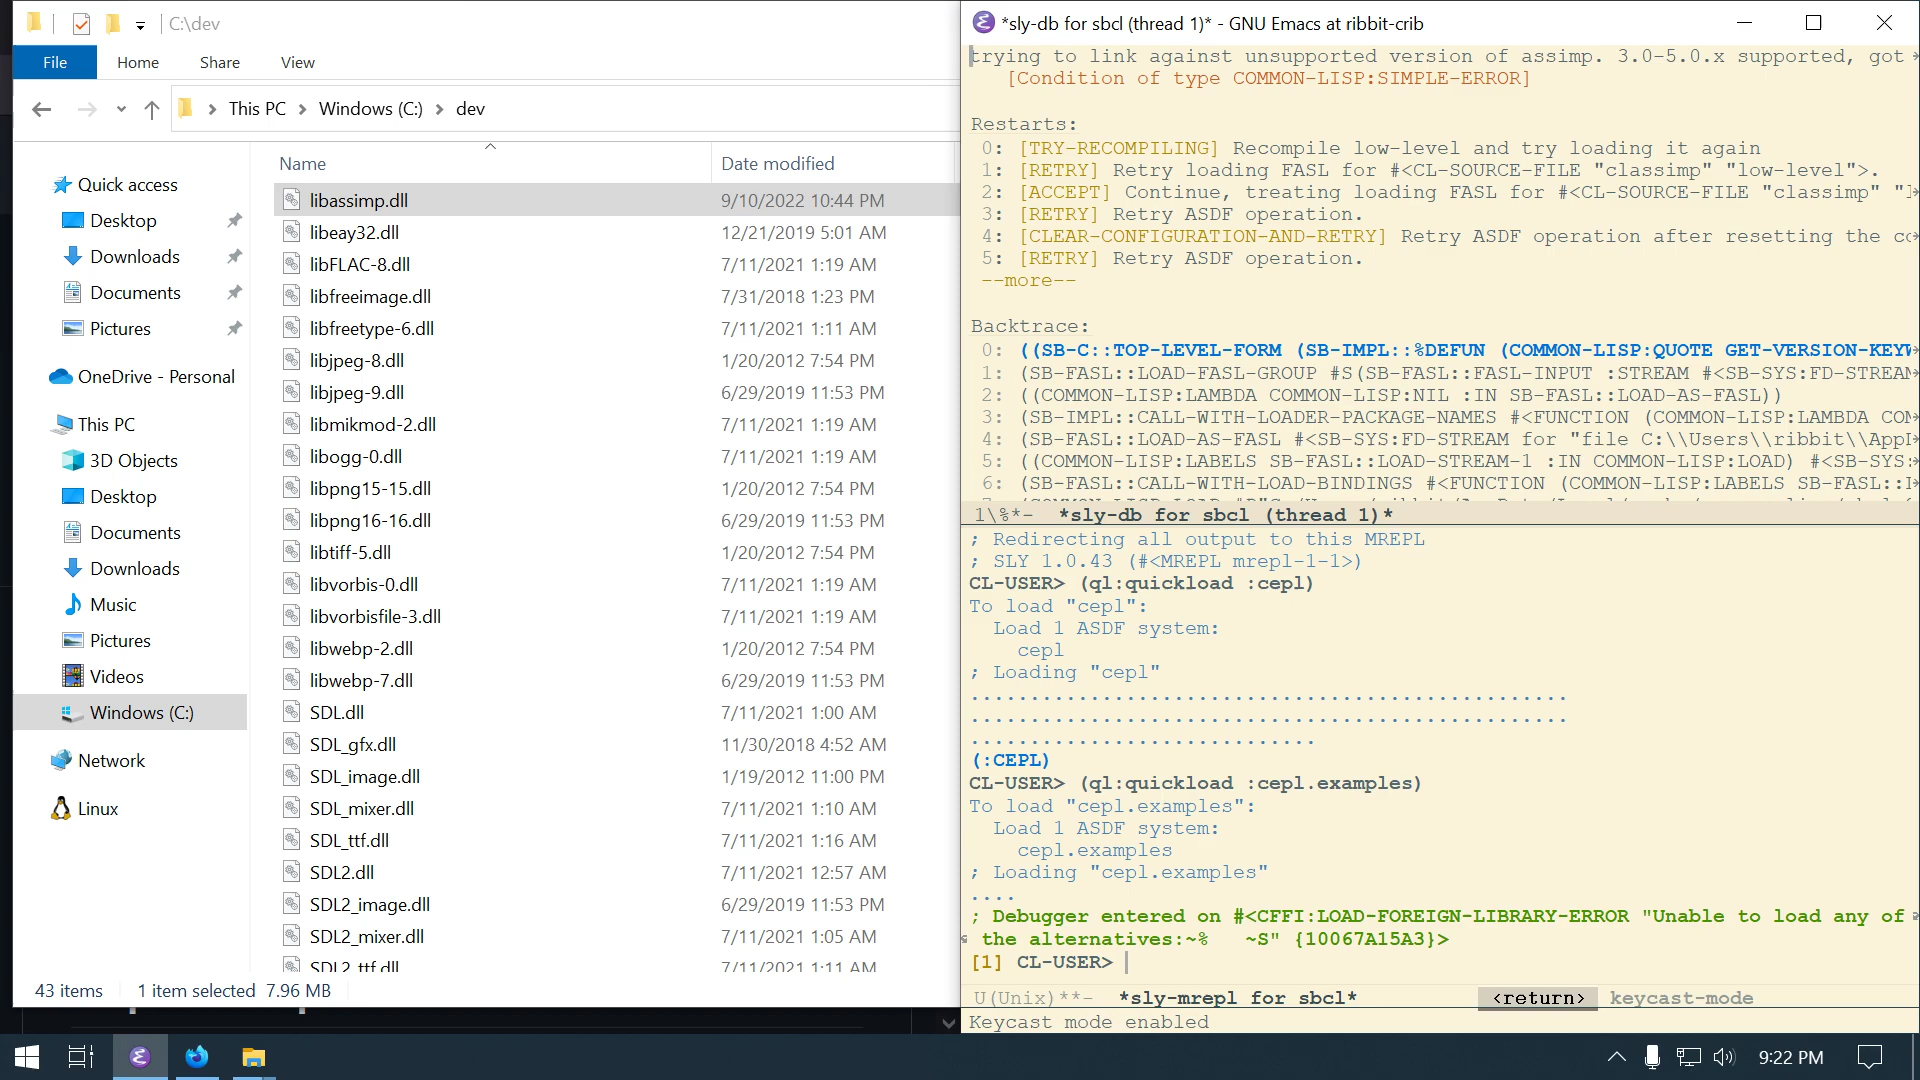 C:\dev
File Home Share View
This PC Windows (C:) dev
Name Date modified
Quick access
Desktop
Downloads
Documents
Pictures
OneDrive - Personal
This PC
3D Objects
Desktop
Documents
Downloads
Music
Pictures
Videos
Windows (C:)
Network
Linux
libassimp.dll 9/10/2022 10:44 PM
libeay32.dll 12/21/2019 5:01 AM
libFLAC-8.dll 7/11/2021 1:19 AM
libfreeimage.dll 7/31/2018 1:23 PM
libfreetype-6.dll 7/11/2021 1:11 AM
libjpeg-8.dll 1/20/2012 7:54 PM
libjpeg-9.dll 6/29/2019 11:53 PM
libmikmod-2.dll 7/11/2021 1:19 AM
libogg-0.dll 7/11/2021 1:19 AM
libpng15-15.dll 1/20/2012 7:54 PM
libpng16-16.dll 6/29/2019 11:53 PM
libtiff-5.dll 1/20/2012 7:54 PM
libvorbis-0.dll 7/11/2021 1:19 AM
libvorbisfile-3.dll 7/11/2021 1:19 AM
libwebp-2.dll 1/20/2012 7:54 PM
libwebp-7.dll 6/29/2019 11:53 PM
SDL.dll 7/11/2021 1:00 AM
SDL_gfx.dll 11/30/2018 4:52 AM
SDL_image.dll 1/19/2012 11:00 PM
SDL_mixer.dll 7/11/2021 1:10 AM
SDL_ttf.dll 7/11/2021 1:16 AM
SDL2.dll 7/11/2021 12:57 AM
SDL2_image.dll 6/29/2019 11:53 PM
SDL2_mixer.dll 7/11/2021 1:05 AM
SDL2_ttf.dll 7/11/2021 1:11 AM
43 items 1 item selected 7.96 MB
*sly-db for sbcl (thread 1)* - GNU Emacs at ribbit-crib
trying to link against unsupported version of assimp. 3.0-5.0.x supported, got
[Condition of type COMMON-LISP:SIMPLE-ERROR]
Restarts:
0: [TRY-RECOMPILING] Recompile low-level and try loading it again
1: [RETRY] Retry loading FASL for #<CL-SOURCE-FILE "classimp" "low-level">.
2: [ACCEPT] Continue, treating loading FASL for #<CL-SOURCE-FILE "classimp" "l
3: [RETRY] Retry ASDF operation.
4: [CLEAR-CONFIGURATION-AND-RETRY] Retry ASDF operation after resetting the co
5: [RETRY] Retry ASDF operation.
--more--
Backtrace:
0: ((SB-C::TOP-LEVEL-FORM (SB-IMPL::%DEFUN (COMMON-LISP:QUOTE GET-VERSION-KEYW
1: (SB-FASL::LOAD-FASL-GROUP #S(SB-FASL::FASL-INPUT :STREAM #<SB-SYS:FD-STREAM
2: ((COMMON-LISP:LAMBDA COMMON-LISP:NIL :IN SB-FASL::LOAD-AS-FASL))
3: (SB-IMPL::CALL-WITH-LOADER-PACKAGE-NAMES #<FUNCTION (COMMON-LISP:LAMBDA COM
4: (SB-FASL::LOAD-AS-FASL #<SB-SYS:FD-STREAM for "file C:\\Users\\ribbit\\AppD
5: ((COMMON-LISP:LABELS SB-FASL::LOAD-STREAM-1 :IN COMMON-LISP:LOAD) #<SB-SYS:
6: (SB-FASL::CALL-WITH-LOAD-BINDINGS #<FUNCTION (COMMON-LISP:LABELS SB-FASL::L
1\%*- *sly-db for sbcl (thread 1)*
; Redirecting all output to this MREPL
; SLY 1.0.43 (#<MREPL mrepl-1-1>)
CL-USER> (ql:quickload :cepl)
To load "cepl":
Load 1 ASDF system:
cepl
; Loading "cepl"
..................................................
..................................................
.............................
(:CEPL)
CL-USER> (ql:quickload :cepl.examples)
To load "cepl.examples":
Load 1 ASDF system:
cepl.examples
; Loading "cepl.examples"
....
; Debugger entered on #<CFFI:LOAD-FOREIGN-LIBRARY-ERROR "Unable to load any of
the alternatives:~% ~S" {10067A15A3}>
[1] CL-USER>
U(Unix)**- *sly-mrepl for sbcl* <return> keycast-mode
Keycast mode enabled
9:22 PM